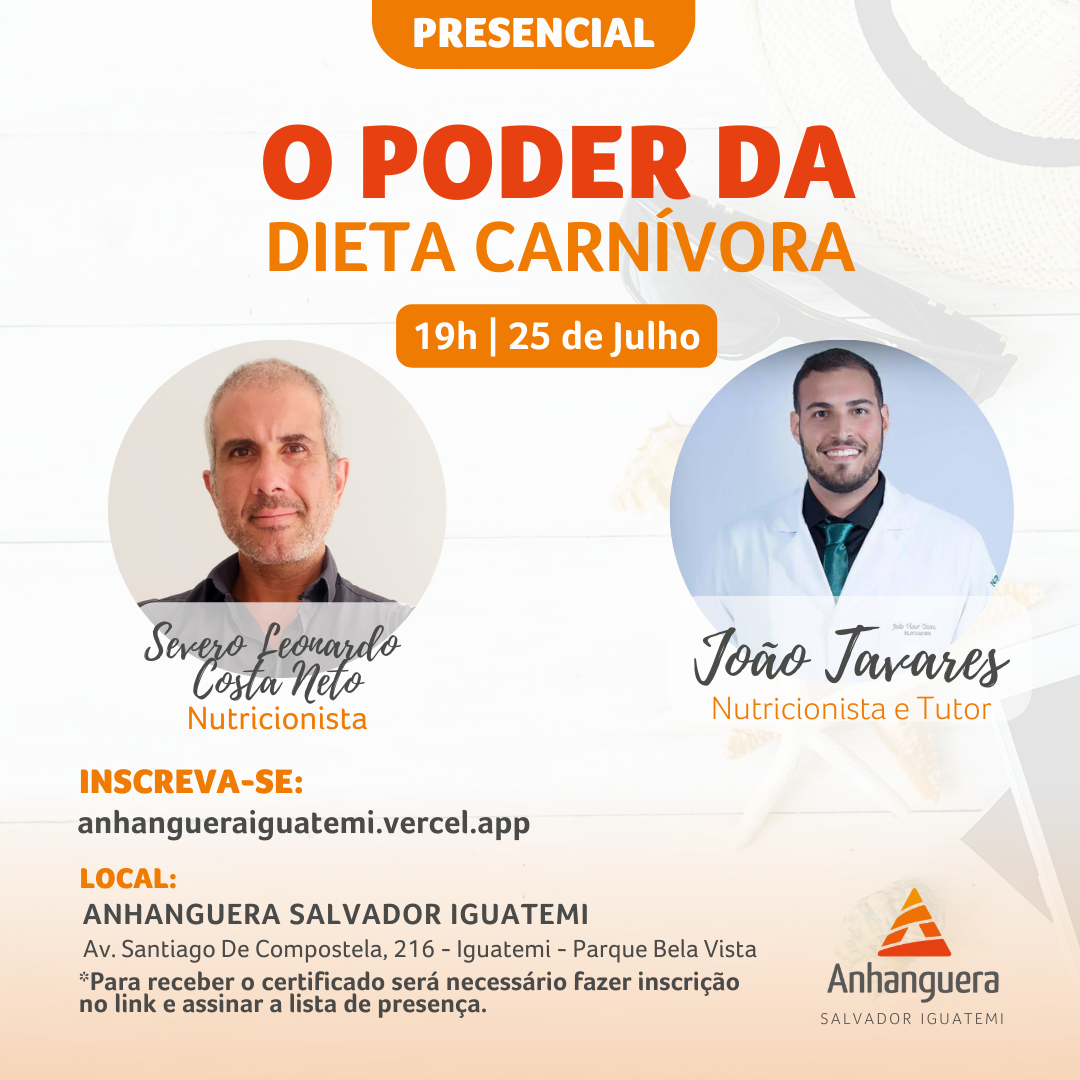 PRESENCIAL
O PODER DA
DIETA CARNÍVORA
19h | 25 de Julho
Severo Leonardo
Costa Neto
Nutricionista
João Tavares
Nutricionista e Tutor
INSCREVA-SE:
anhangueraiguatemi.vercel.app
LOCAL:
ANHANGUERA SALVADOR IGUATEMI
Av. Santiago De Compostela, 216 - Iguatemi - Parque Bela Vista
*Para receber o certificado será necessário fazer inscrição
no link e assinar a lista de presença.
Anhanguera
SALVADOR IGUATEMI